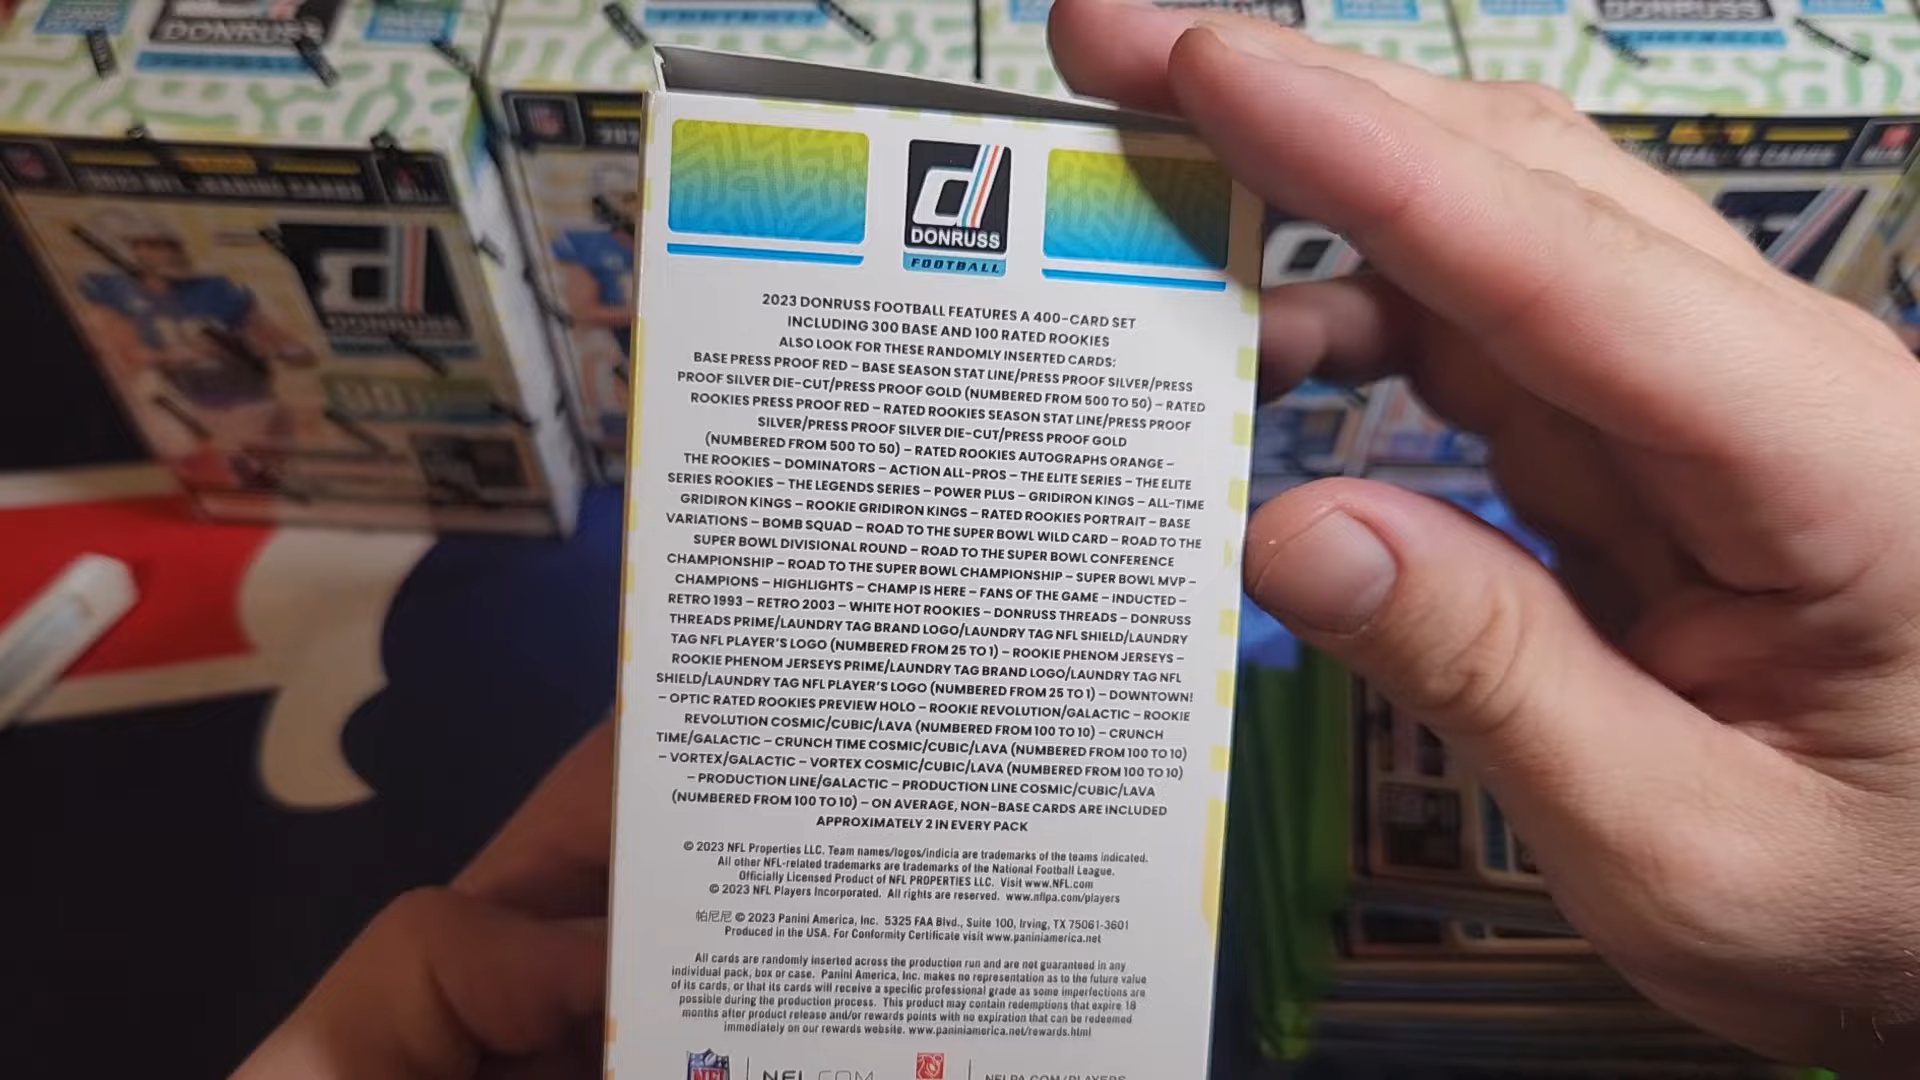 DONRUSS
DONRUSS
DONRUSS
FOOTBALL
2023 DONRUSS FOOTBALL FEATURES A 400-CARD SET
INCLUDING 300 BASE AND 100 RATED ROOKIES
ALSO LOOK FOR THESE RANDOMLY INSERTED CARDS:
BASE PRESS PROOF RED – BASE SEASON STAT LINE/PRESS PROOF SILVER/PRESS
PROOF SILVER DIE-CUT/PRESS PROOF GOLD (NUMBERED FROM 500 TO 50) – RATED
ROOKIES PRESS PROOF RED – RATED ROOKIES SEASON STAT LINE/PRESS PROOF
SILVER/PRESS PROOF SILVER DIE-CUT/PRESS PROOF GOLD
(NUMBERED FROM 500 TO 50) – RATED ROOKIES AUTOGRAPHS ORANGE –
THE ROOKIES – DOMINATORS – ACTION ALL-PROS – THE ELITE SERIES – THE ELITE
SERIES ROOKIES – THE LEGENDS SERIES – POWER PLUS – GRIDIRON KINGS – ALL-TIME
GRIDIRON KINGS – ROOKIE GRIDIRON KINGS – RATED ROOKIES PORTRAIT – BASE
VARIATIONS – BOMB SQUAD – ROAD TO THE SUPER BOWL WILD CARD – ROAD TO THE
SUPER BOWL DIVISIONAL ROUND – ROAD TO THE SUPER BOWL CONFERENCE
CHAMPIONSHIP – ROAD TO THE SUPER BOWL CHAMPIONSHIP – SUPER BOWL MVP –
CHAMPIONS – HIGHLIGHTS – CHAMP IS HERE – FANS OF THE GAME – INDUCTED –
RETRO 1993 – RETRO 2003 – WHITE HOT ROOKIES – DONRUSS THREADS – DONRUSS
THREADS PRIME/LAUNDRY TAG BRAND LOGO/LAUNDRY TAG NFL SHIELD/LAUNDRY
TAG NFL PLAYER'S LOGO (NUMBERED FROM 25 TO 1) – ROOKIE PHENOM JERSEYS –
ROOKIE PHENOM JERSEYS PRIME/LAUNDRY TAG BRAND LOGO/LAUNDRY TAG NFL
SHIELD/LAUNDRY TAG NFL PLAYER'S LOGO (NUMBERED FROM 25 TO 1) – DOWNTOWN!
– OPTIC RATED ROOKIES PREVIEW HOLO – ROOKIE REVOLUTION/GALACTIC – ROOKIE
REVOLUTION COSMIC/CUBIC/LAVA (NUMBERED FROM 100 TO 10) – CRUNCH
TIME/GALACTIC – CRUNCH TIME COSMIC/CUBIC/LAVA (NUMBERED FROM 100 TO 10)
– VORTEX/GALACTIC – VORTEX COSMIC/CUBIC/LAVA (NUMBERED FROM 100 TO 10)
– PRODUCTION LINE/GALACTIC – PRODUCTION LINE COSMIC/CUBIC/LAVA
(NUMBERED FROM 100 TO 10) – ON AVERAGE, NON-BASE CARDS ARE INCLUDED
APPROXIMATELY 2 IN EVERY PACK
© 2023 NFL Properties LLC. Team names/logos/indicia are trademarks of the teams indicated.
All other NFL-related trademarks are trademarks of the National Football League.
Officially Licensed Product of NFL PROPERTIES LLC. Visit www.NFL.com
© 2023 NFL Players Incorporated. All rights are reserved. www.nflpa.com/players
帕尼尼 © 2023 Panini America, Inc. 5325 FAA Blvd., Suite 100, Irving, TX 75061-3601
Produced in the USA. For Conformity Certificate visit www.paniniamerica.net
All cards are randomly inserted across the production run and are not guaranteed in any
individual pack, box or case. Panini America, Inc. makes no representation as to the future value
of its cards, or that its cards will receive a specific professional grade as some imperfections are
possible during the production process. This product may contain redemptions that expire 18
months after product release and/or rewards points with no expiration that can be redeemed
immediately on our rewards website. www.paniniamerica.net/rewards.html
NFL
NFL.COM
NFLPA.COM/PLAYERS